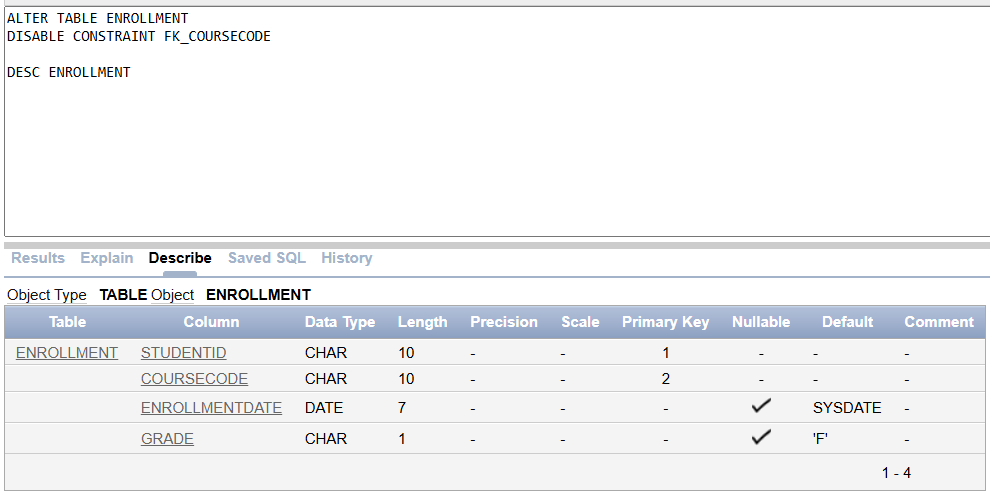 ALTER TABLE ENROLLMENT
DISABLE CONSTRAINT FK_COURSECODE
DESC ENROLLMENT
Results Explain Describe Saved SQL History
Object Type TABLE Object ENROLLMENT
Table Column Data Type Length Precision Scale Primary Key Nullable Default Comment
ENROLLMENT STUDENTID CHAR 10 - - 1 - - -
COURSECODE CHAR 10 - - 2 - - -
ENROLLMENTDATE DATE 7 - - - ✓ SYSDATE -
GRADE CHAR 1 - - - ✓ 'F' -
1 - 4